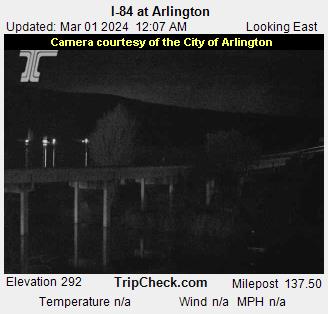 I-84 at Arlington
Updated: Mar 01 2024 12:07 AM Looking East
Camera courtesy of the City of Arlington
Elevation 292 TripCheck.com Milepost 137.50
Temperature n/a Wind n/a MPH n/a